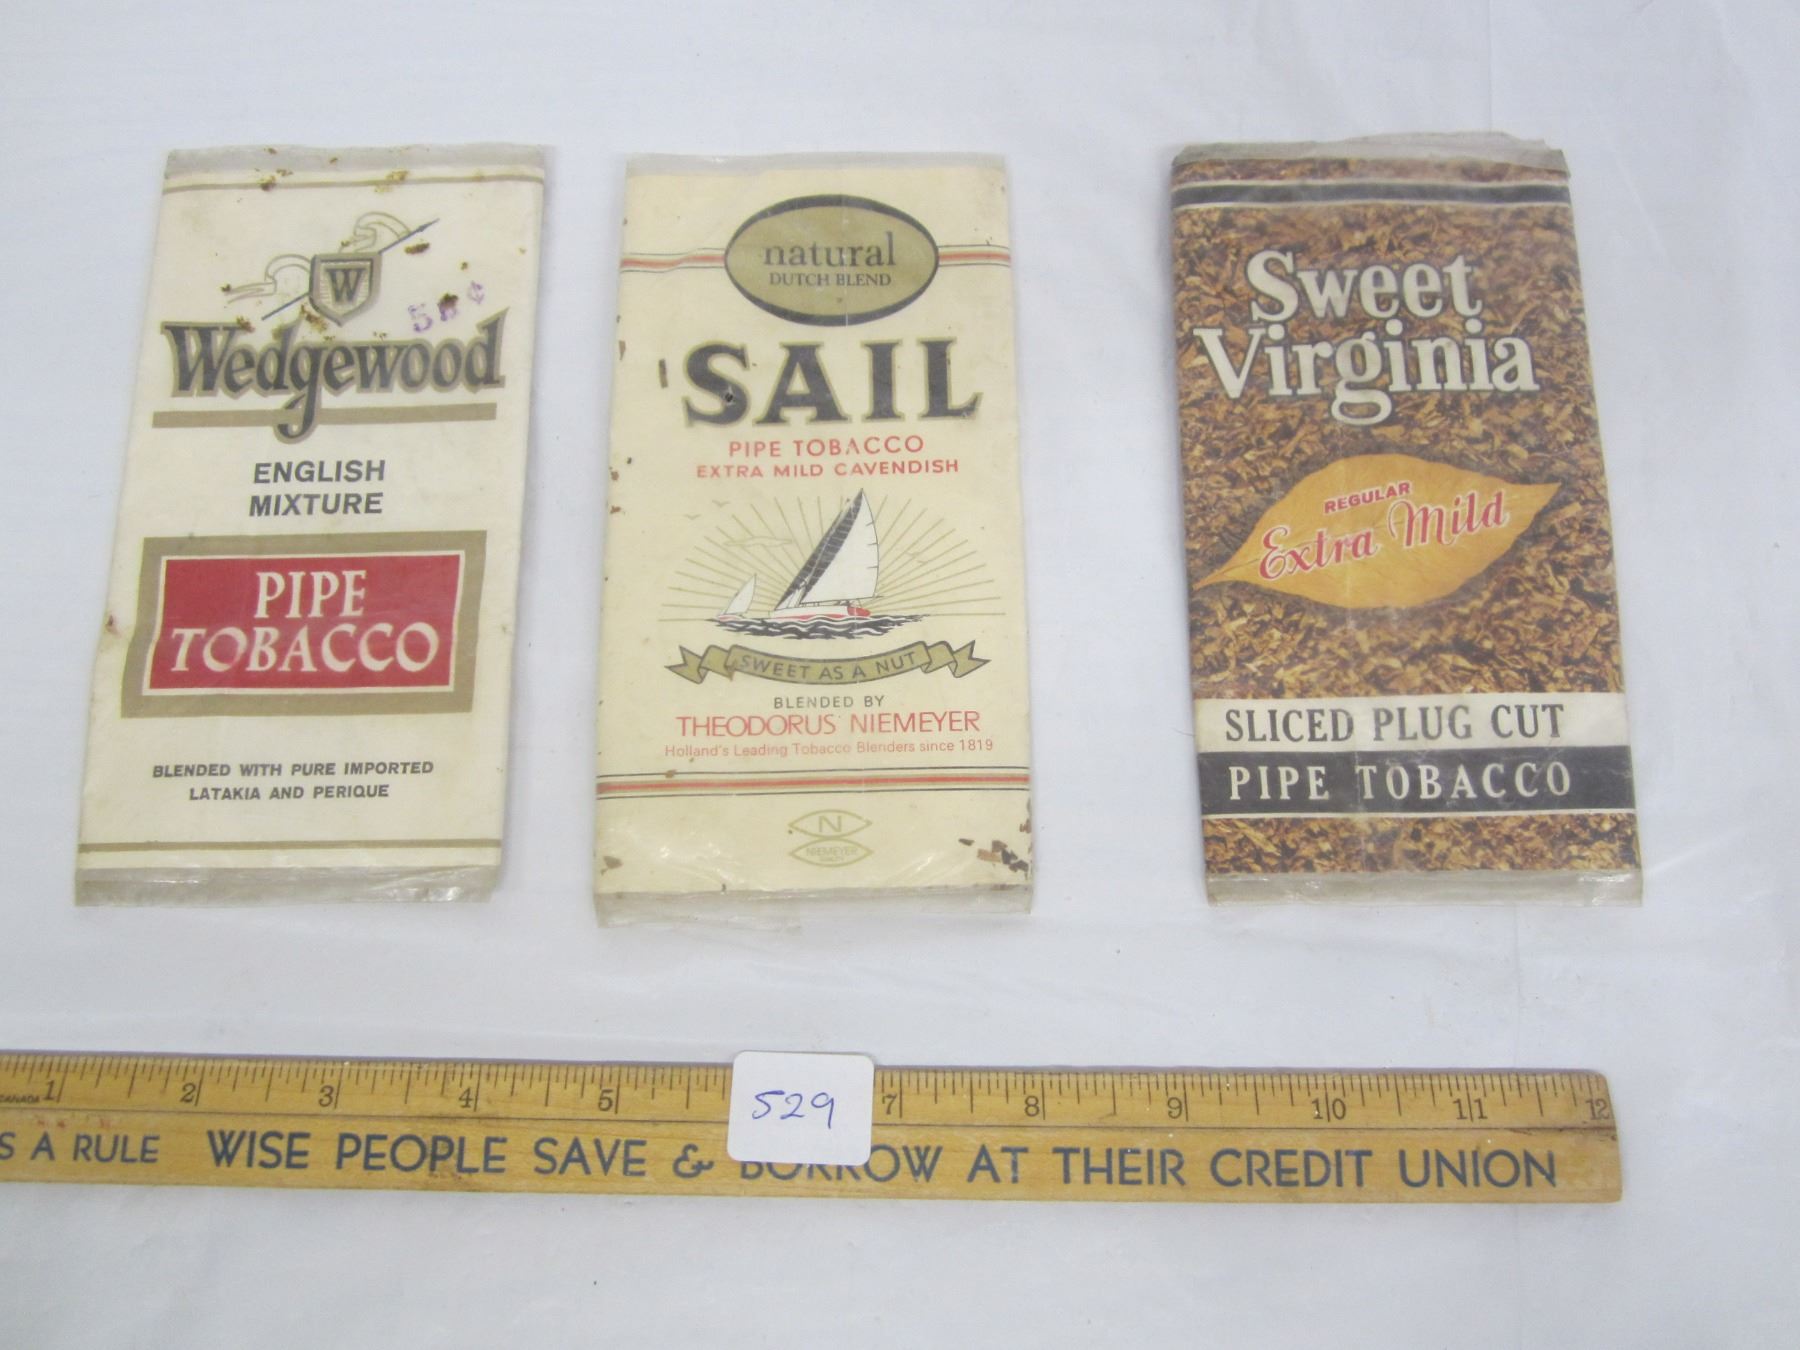 W
Wedgewood
ENGLISH
MIXTURE
PIPE
TOBACCO
BLENDED WITH PURE IMPORTED
LATAKIA AND PERIQUE
natural
DUTCH BLEND
SAIL
PIPE TOBACCO
EXTRA MILD CAVENDISH
SWEET AS A NUT
BLENDED BY
THEODORUS NIEMEYER
Holland's Leading Tobacco Blenders since 1819
N
NIEMEYER
Sweet
Virginia
REGULAR
Extra Mild
SLICED PLUG CUT
PIPE TOBACCO
529
CANADA 1 2 3 4 5 7 8 9 10 11 12
S A RULE WISE PEOPLE SAVE & BORROW AT THEIR CREDIT UNION